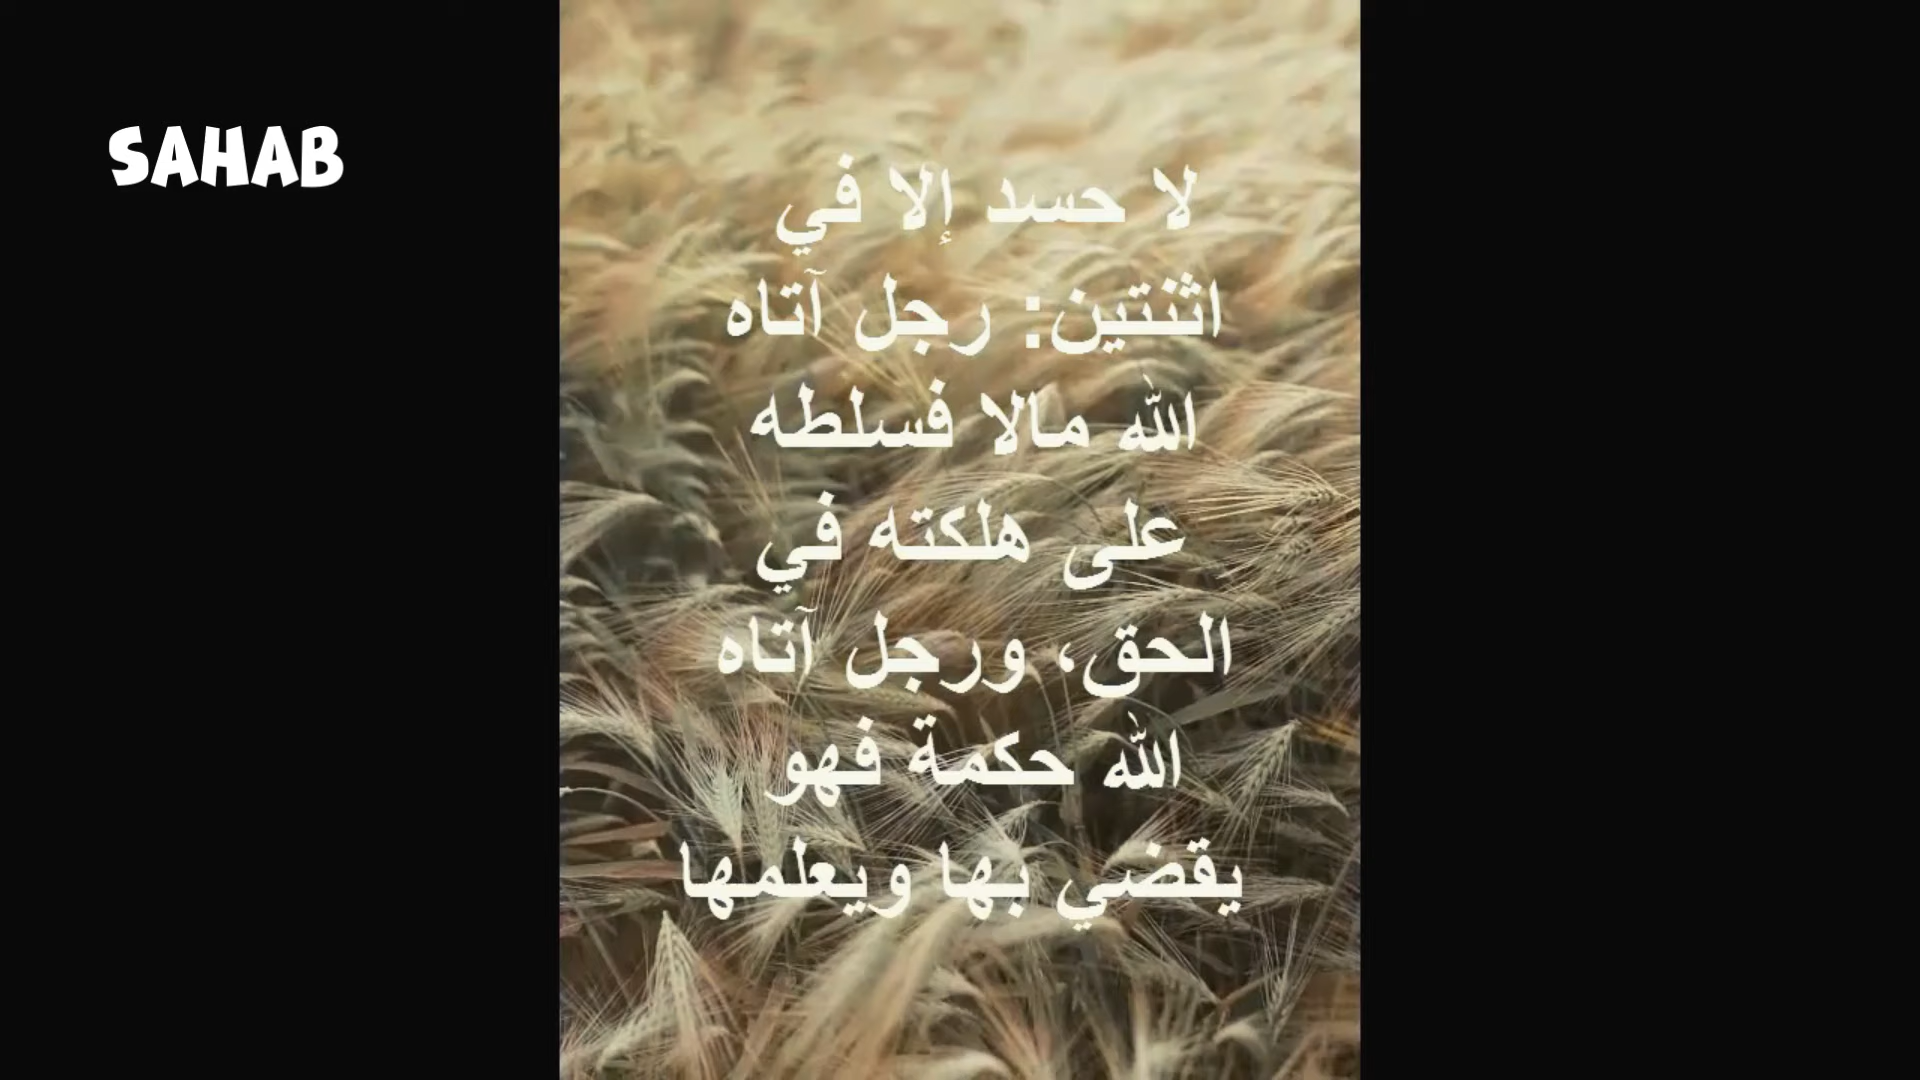 SAHAB
لا حسد إلا في
اثنتين: رجل آتاه
الله مالا فسلطه
على هلكته في
الحق، ورجل آتاه
الله حكمة فهو
يقضي بها ويعلمها